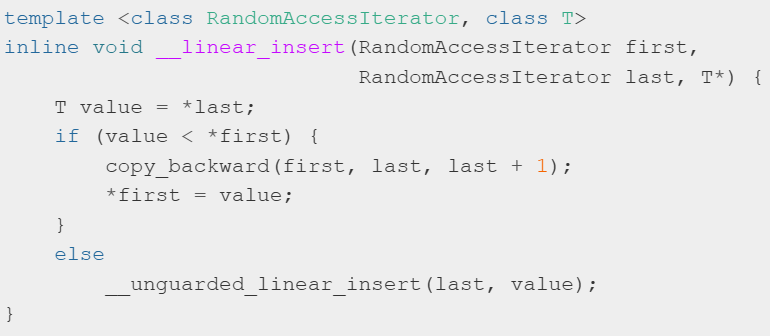 template <class RandomAccessIterator, class T>
inline void __linear_insert(RandomAccessIterator first,
                            RandomAccessIterator last, T*) {
    T value = *last;
    if (value < *first) {
        copy_backward(first, last, last + 1);
        *first = value;
    }
    else
        __unguarded_linear_insert(last, value);
}